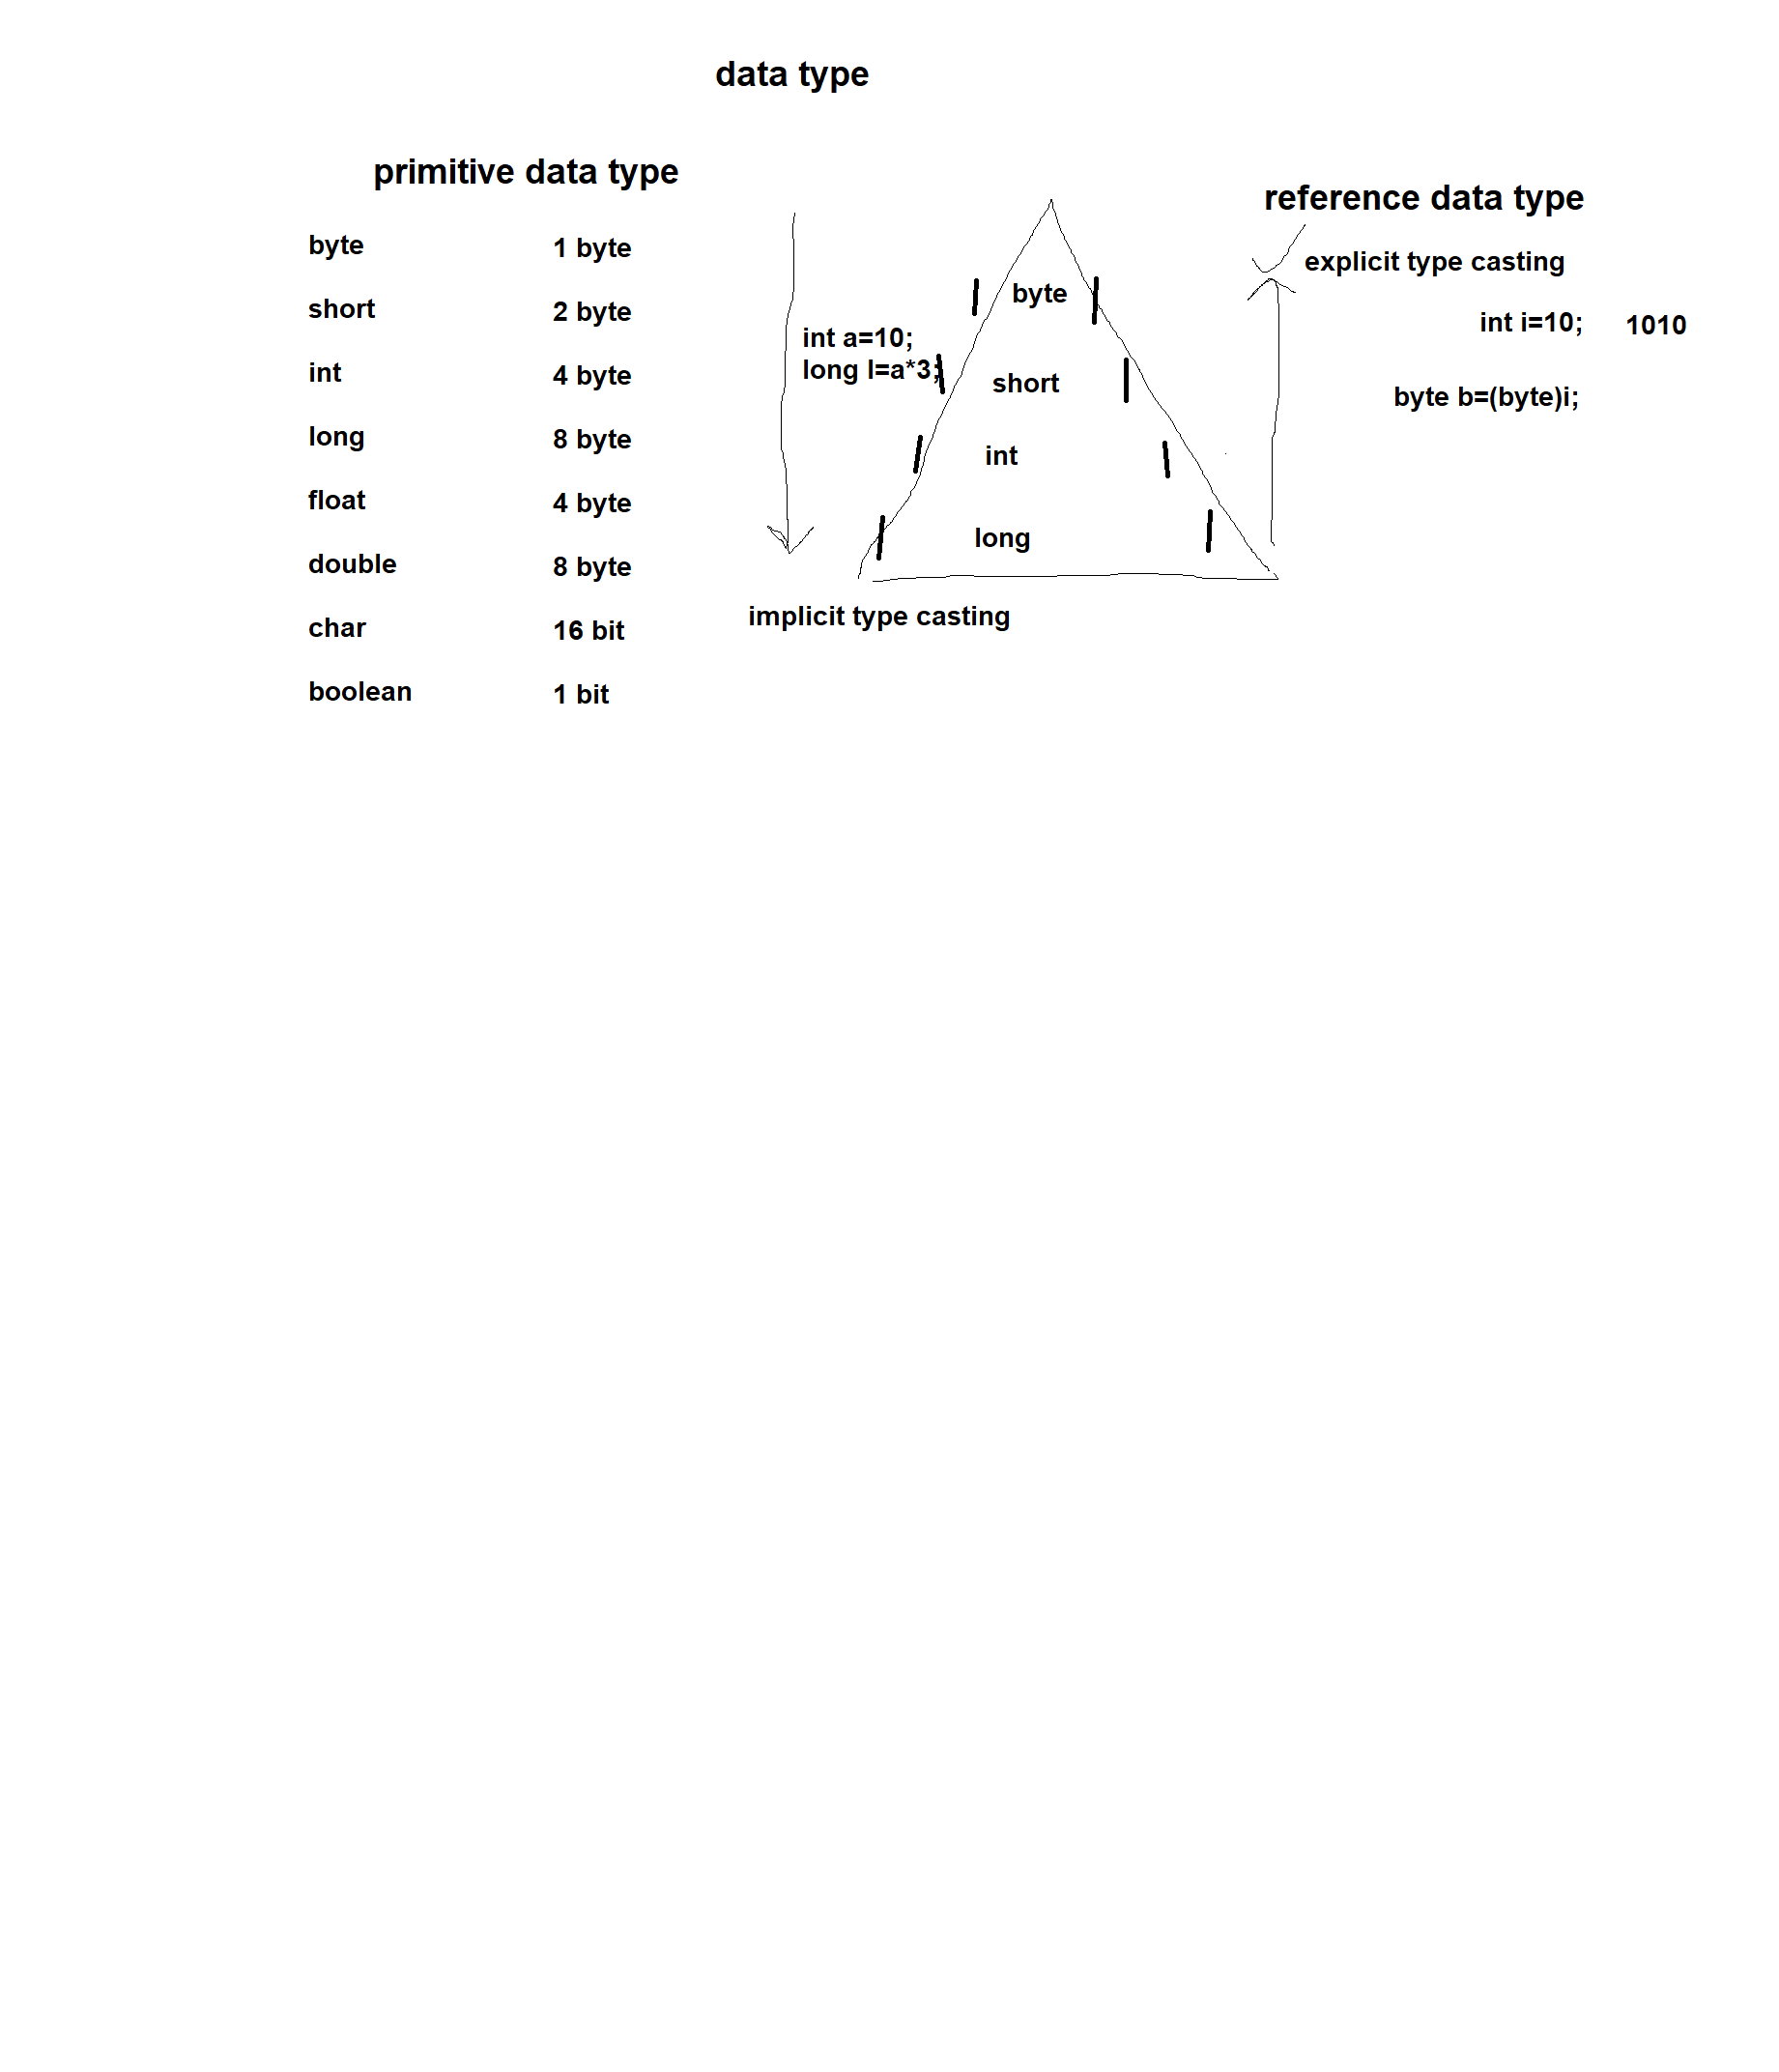 data type
primitive data type
byte 1 byte
short 2 byte
int 4 byte
long 8 byte
float 4 byte
double 8 byte
char 16 bit
boolean 1 bit
int a=10;
long l=a*3;
byte
short
int
long
implicit type casting
reference data type
explicit type casting
int i=10; 1010
byte b=(byte)i;